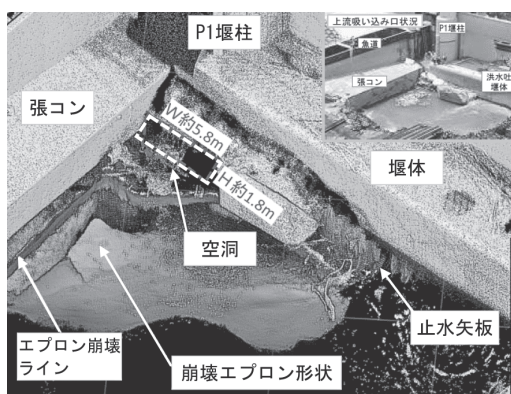 P1堰柱
上流吸い込み口状況
P1堰柱
魚道
張コン
洪水吐
堰体
張コン
W約5.8m
H約1.8m
堰体
空洞
止水矢板
エプロン崩壊
ライン
崩壊エプロン形状